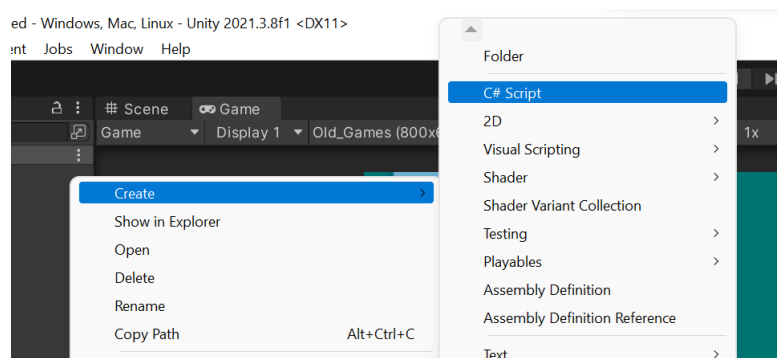 ed - Windows, Mac, Linux - Unity 2021.3.8f1 <DX11>
Jobs Window Help
Scene Game
Game Display 1 Old_Games (800x6 1x
Folder
C# Script
2D
Visual Scripting
Shader
Shader Variant Collection
Testing
Playables
Assembly Definition
Assembly Definition Reference
Text
Create
Show in Explorer
Open
Delete
Rename
Copy Path Alt+Ctrl+C